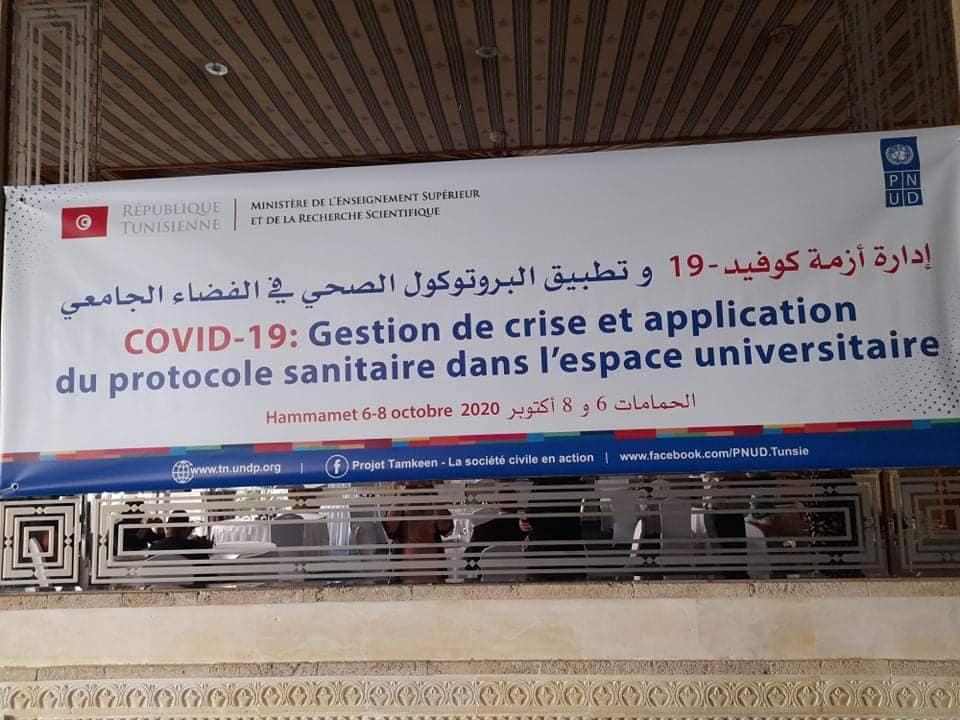 RÉPUBLIQUE
TUNISIENNE
MINISTÈRE DE L'ENSEIGNEMENT SUPÉRIEUR
ET DE LA RECHERCHE SCIENTIFIQUE
PN
UD
إدارة أزمة كوفيد-19 و تطبيق البروتوكول الصحي في الفضاء الجامعي
COVID-19: Gestion de crise et application
du protocole sanitaire dans l'espace universitaire
Hammamet 6-8 octobre 2020 الحمامات 6 و 8 أكتوبر
www.tn.undp.org | f Projet Tamkeen - La société civile en action | www.facebook.com/PNUD.Tunsie